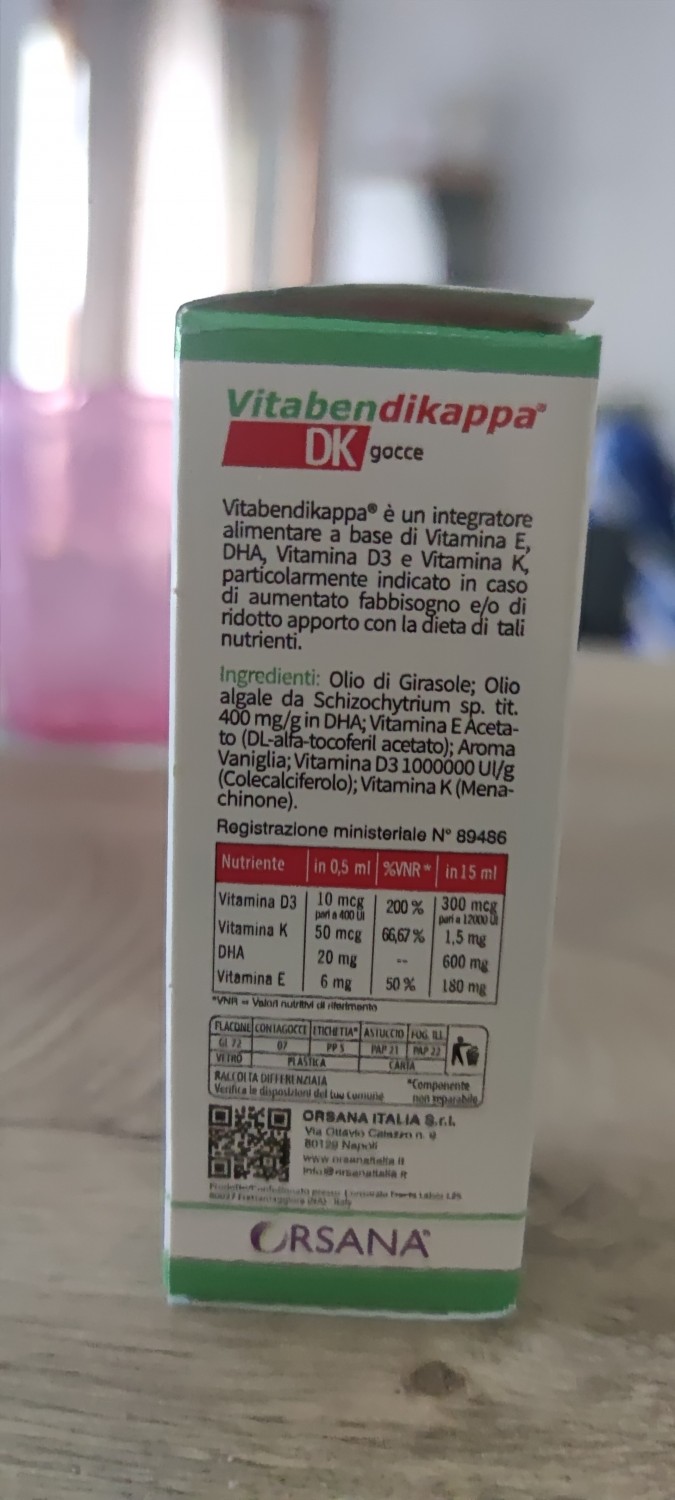 Vitabendikappa®
DK gocce
Vitabendikappa® è un integratore
alimentare a base di Vitamina E,
DHA, Vitamina D3 e Vitamina K,
particolarmente indicato in caso
di aumentato fabbisogno e/o di
ridotto apporto con la dieta di tali
nutrienti.
Ingredienti: Olio di Girasole; Olio
algale da Schizochytrium sp. tit.
400 mg/g in DHA; Vitamina E Aceta-
to (DL-alfa-tocoferil acetato); Aroma
Vaniglia; Vitamina D3 1000000 UI/g
(Colecalciferolo); Vitamina K (Mena-
chinone).
Registrazione ministeriale N° 89486
Nutriente in 0,5 ml %VNR* in 15 ml
Vitamina D3 10 mcg pari a 400 UI 200 % 300 mcg pari a 12000 UI
Vitamina K 50 mcg 66,67 % 1,5 mg
DHA 20 mg -- 600 mg
Vitamina E 6 mg 50 % 180 mg
*VNR = Valori nutritivi di riferimento
FLACONE CONTAGOCCE ETICHETTA* ASTUCCIO FOG. ILL.
GL 72 07 PP 5 PAP 21 PAP 22
VETRO PLASTICA CARTA
RACCOLTA DIFFERENZIATA
Verifica le disposizioni del tuo Comune
*Componente
non separabile
ORSANA ITALIA S.r.l.
Via Ottavio Caiazzo n. 9
80129 Napoli
www.orsanaitalia.it
info@orsanaitalia.it
ORSANA®